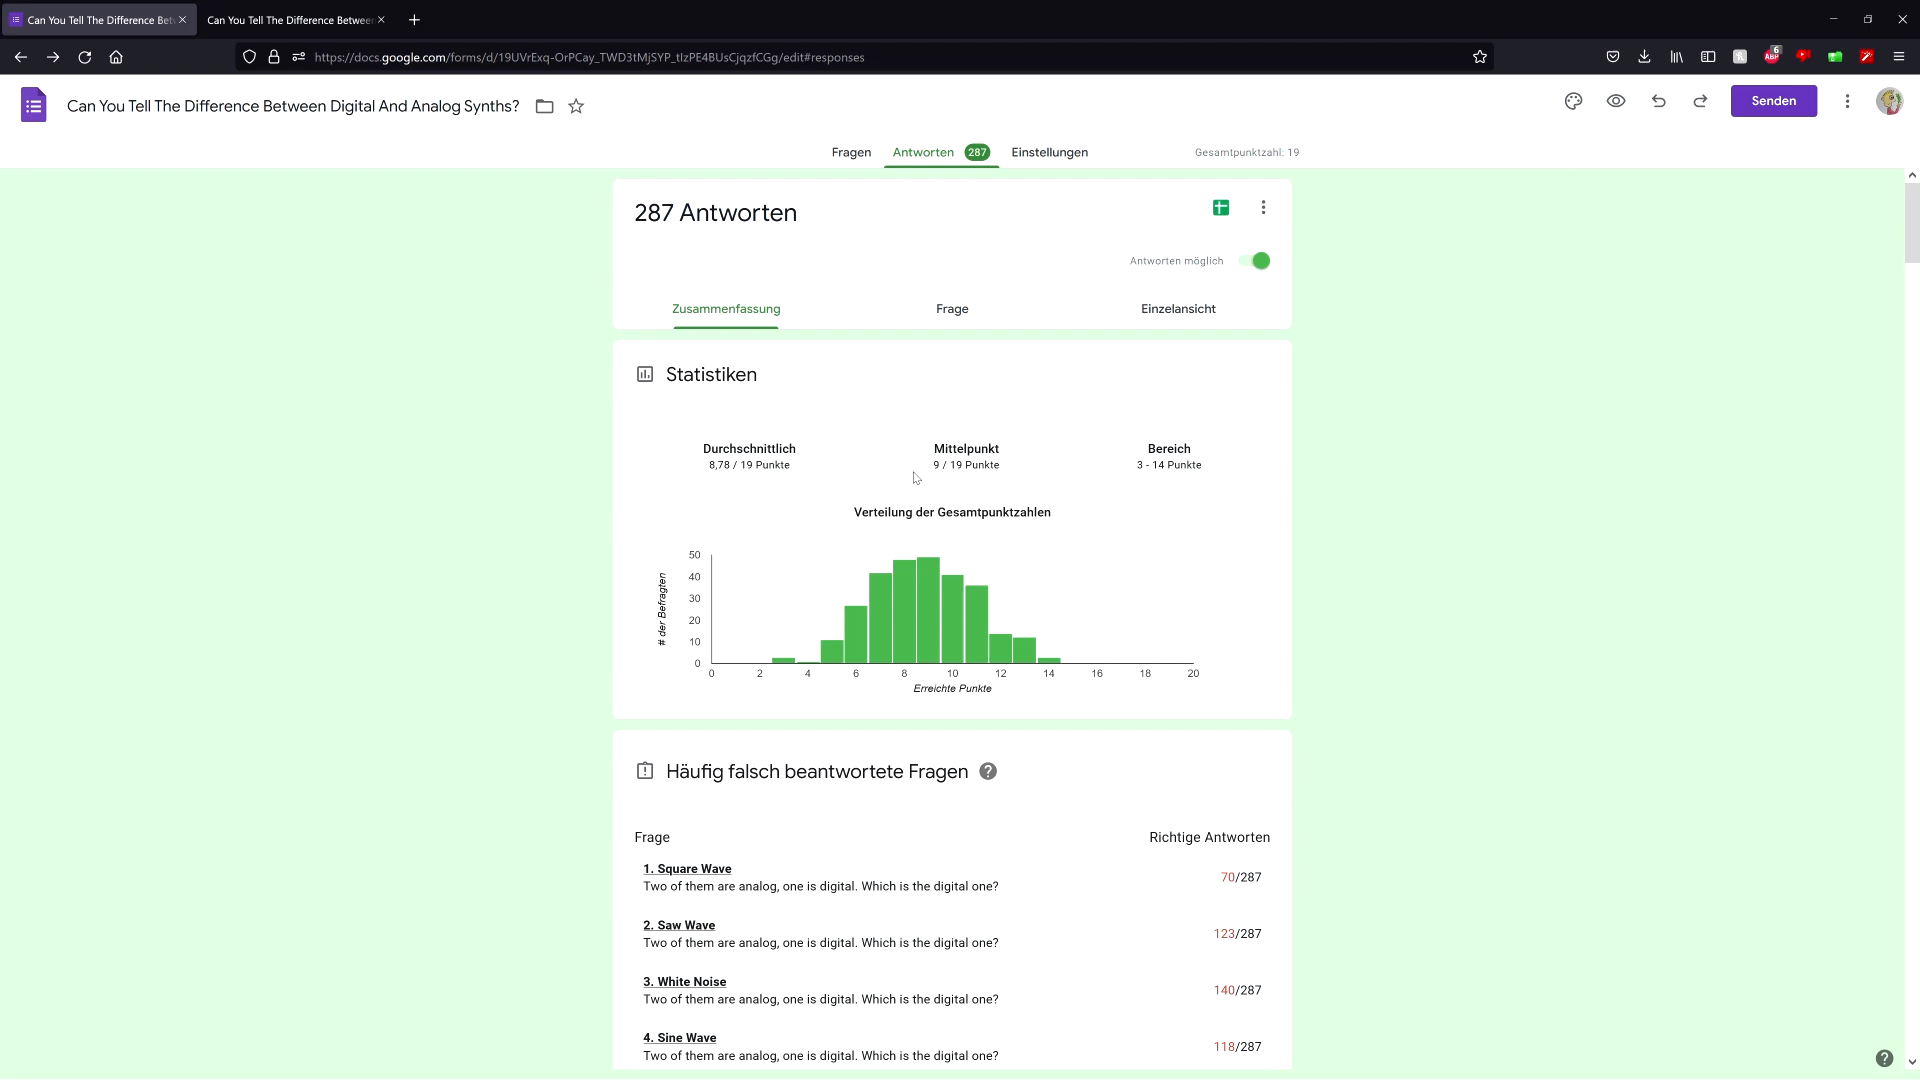 Can You Tell The Difference Bet
Can You Tell The Difference Between
https://docs.google.com/forms/d/19UVrExq-OrPCay_TWD3tMjSYP_tlzPE4BUsCjqzfCGg/edit#responses
6
ABP
Can You Tell The Difference Between Digital And Analog Synths?
Senden
Fragen
Antworten 287
Einstellungen
Gesamtpunktzahl: 19
287 Antworten
Antworten möglich
Zusammenfassung
Frage
Einzelansicht
Statistiken
Durchschnittlich
8,78 / 19 Punkte
Mittelpunkt
9 / 19 Punkte
Bereich
3 - 14 Punkte
Verteilung der Gesamtpunktzahlen
# der Befragten
50
40
30
20
10
0
0 2 4 6 8 10 12 14 16 18 20
Erreichte Punkte
Häufig falsch beantwortete Fragen
Frage
Richtige Antworten
1. Square Wave
Two of them are analog, one is digital. Which is the digital one?
70/287
2. Saw Wave
Two of them are analog, one is digital. Which is the digital one?
123/287
3. White Noise
Two of them are analog, one is digital. Which is the digital one?
140/287
4. Sine Wave
Two of them are analog, one is digital. Which is the digital one?
118/287